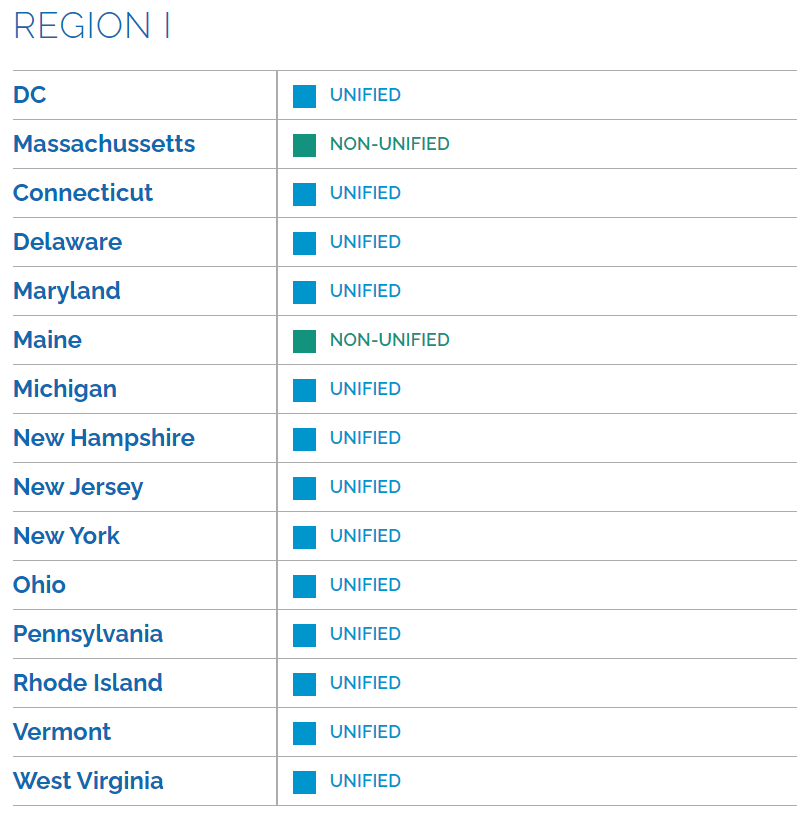 REGION I
DC UNIFIED
Massachussetts NON-UNIFIED
Connecticut UNIFIED
Delaware UNIFIED
Maryland UNIFIED
Maine NON-UNIFIED
Michigan UNIFIED
New Hampshire UNIFIED
New Jersey UNIFIED
New York UNIFIED
Ohio UNIFIED
Pennsylvania UNIFIED
Rhode Island UNIFIED
Vermont UNIFIED
West Virginia UNIFIED